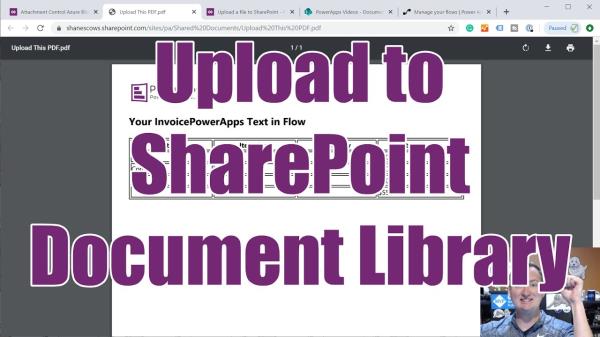 Attachment Control Azure Bl
Upload This PDF.pdf
Upload a file to SharePoint -
PowerApps Videos - Documen
Manage your flows | Power A
shanescows.sharepoint.com/sites/pa/Shared%20Documents/Upload%20This%20PDF.pdf
Paused
Upload This PDF.pdf
1 / 1
Upload to
Your InvoicePowerApps Text in Flow
SharePoint
Document Library